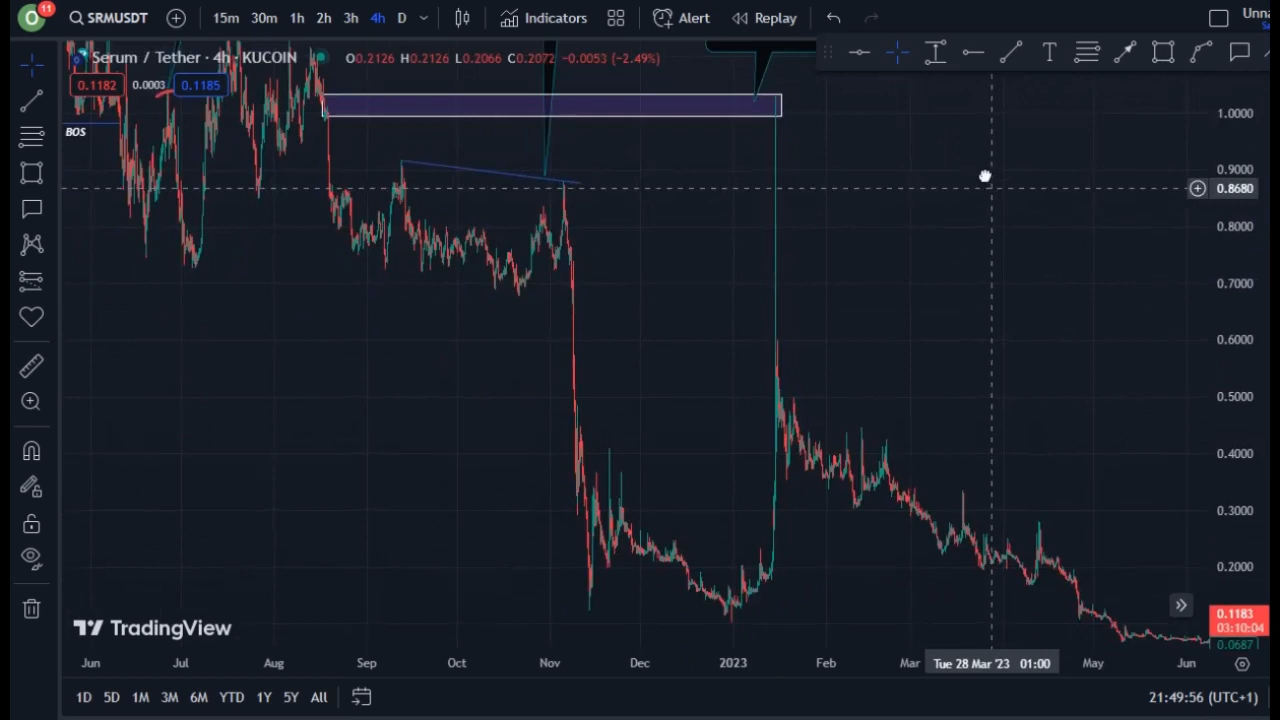 O 11 SRMUSDT 15m 30m 1h 2h 3h 4h D Indicators Alert Replay Unna
Serum / Tether · 4h · KUCOIN O0.2126 H0.2126 L0.2066 C0.2072 -0.0053 (-2.49%)
0.1182 0.0003 0.1185
BOS
1.0000
0.9000
0.8680
0.8000
0.7000
0.6000
0.5000
0.4000
0.3000
0.2000
0.1183
03:10:04
0.0687
TradingView
Jun Jul Aug Sep Oct Nov Dec 2023 Feb Mar Tue 28 Mar '23 01:00 May Jun
1D 5D 1M 3M 6M YTD 1Y 5Y All 21:49:56 (UTC+1)